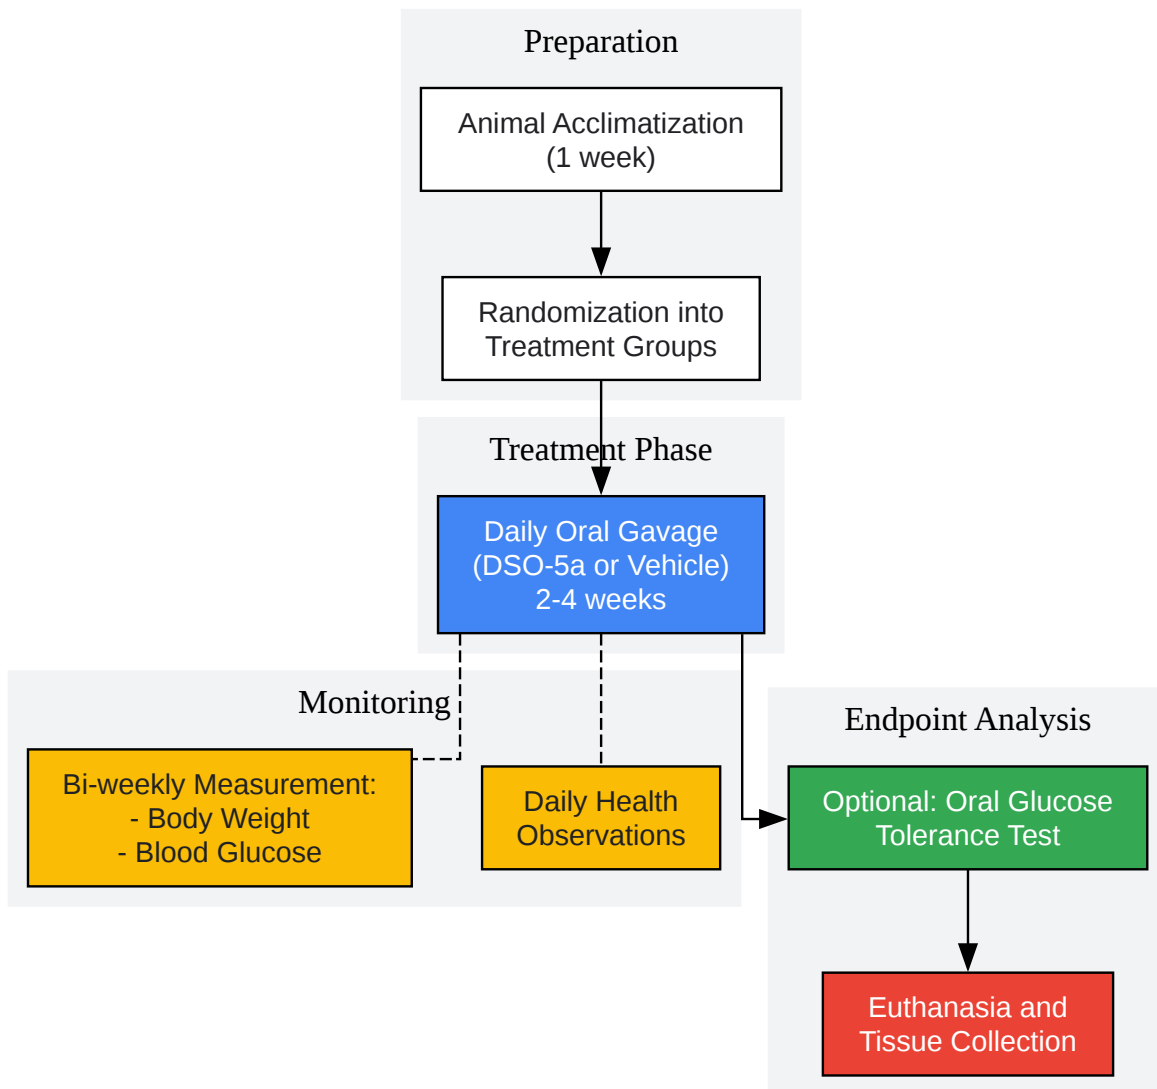 Preparation
Animal Acclimatization
(1 week)
Randomization into
Treatment Groups
Treatment Phase
Daily Oral Gavage
(DSO-5a or Vehicle)
2-4 weeks
Monitoring
Bi-weekly Measurement:
- Body Weight
- Blood Glucose
Daily Health
Observations
Endpoint Analysis
Optional: Oral Glucose
Tolerance Test
Euthanasia and
Tissue Collection